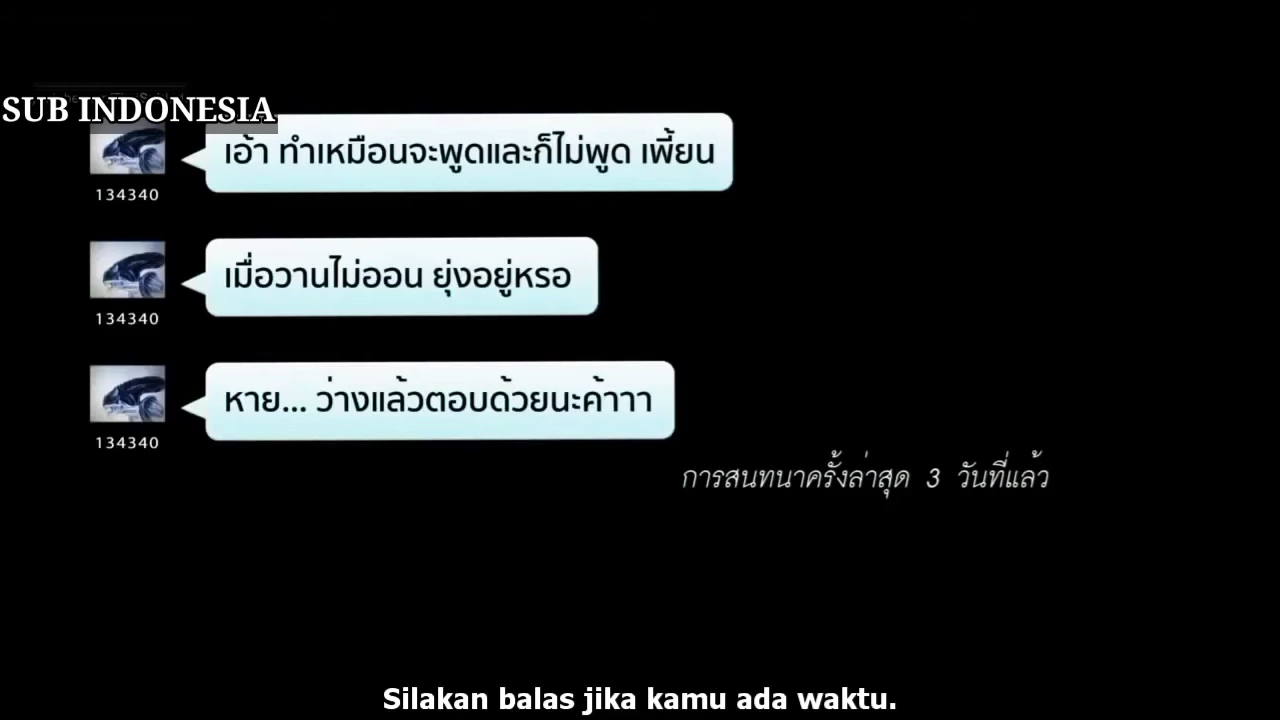 SUB INDONESIA
เอ้า ทำเหมือนจะพูดและก็ไม่พูด เพี้ยน
134340
เมื่อวานไม่ออน ยุ่งอยู่หรอ
134340
หาย... ว่างแล้วตอบด้วยนะค้าาา
134340
การสนทนาครั้งล่าสุด 3 วันที่แล้ว
Silakan balas jika kamu ada waktu.